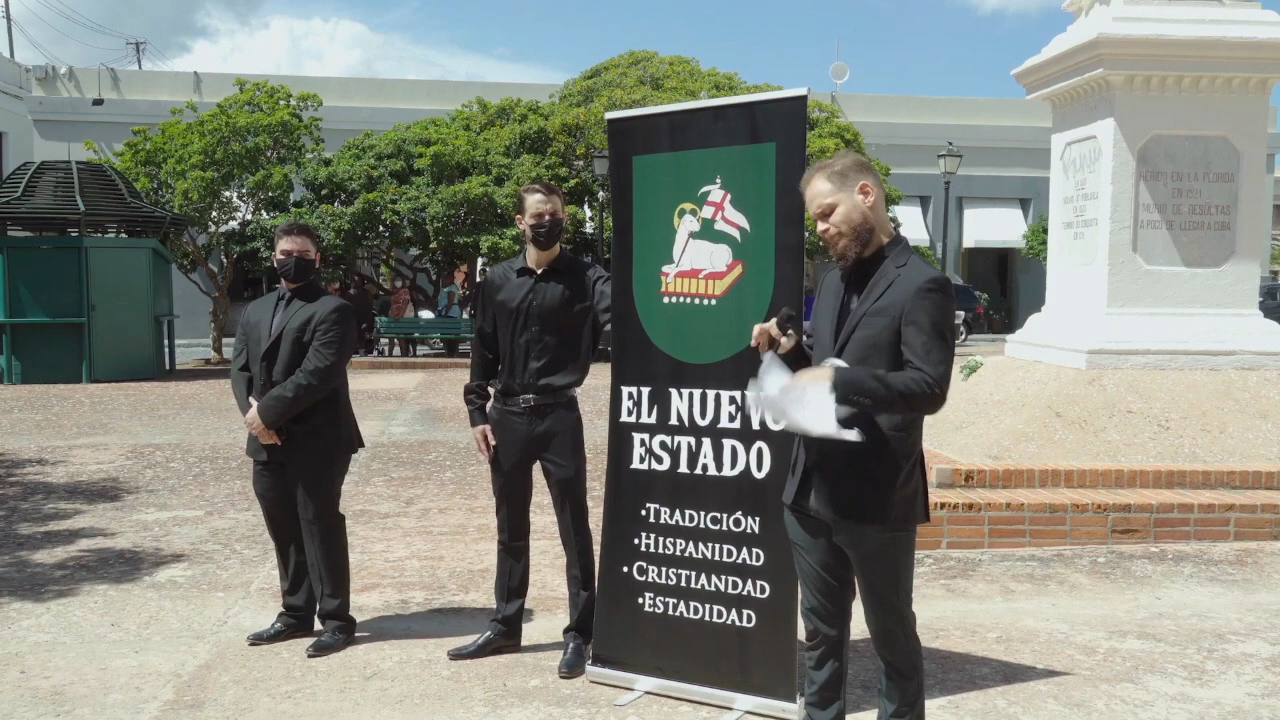 EL NUEVO
ESTADO
•TRADICIÓN
•HISPANIDAD
•CRISTIANDAD
•ESTADIDAD
HERIDO EN LA FLORIDA
EN 1521
MURIO DE RESULTAS
A POCO DE LLEGAR A CUBA